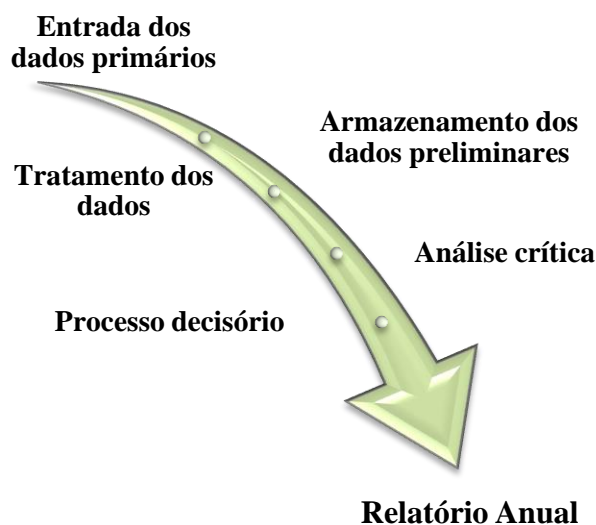 Entrada dos
dados primários
Armazenamento dos
dados preliminares
Tratamento dos
dados
Análise crítica
Processo decisório
Relatório Anual